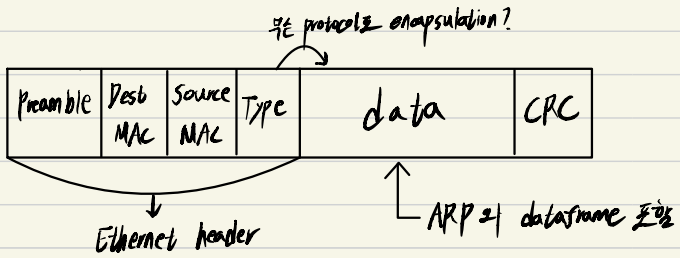 무슨 protocol로 encapsulation?
Preamble
Dest
MAC
Source
MAC
Type
data
CRC
Ethernet header
ARP의 dataframe 포함